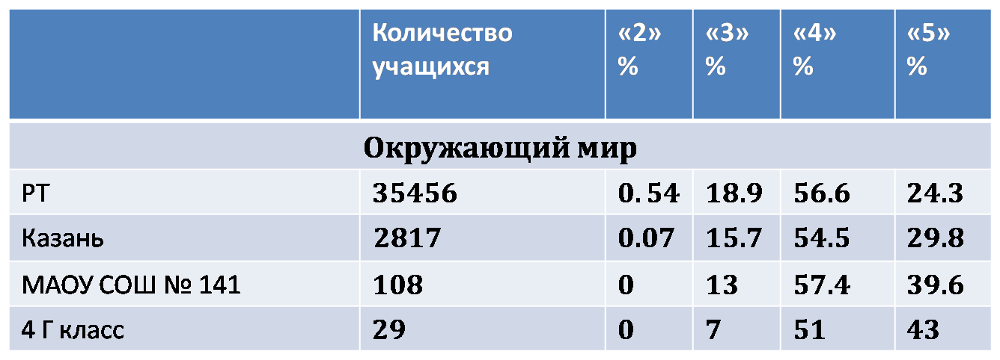 Количество учащихся «2» % «3» % «4» % «5» %
Окружающий мир
РТ 35456 0. 54 18.9 56.6 24.3
Казань 2817 0.07 15.7 54.5 29.8
МАОУ СОШ № 141 108 0 13 57.4 39.6
4 Г класс 29 0 7 51 43